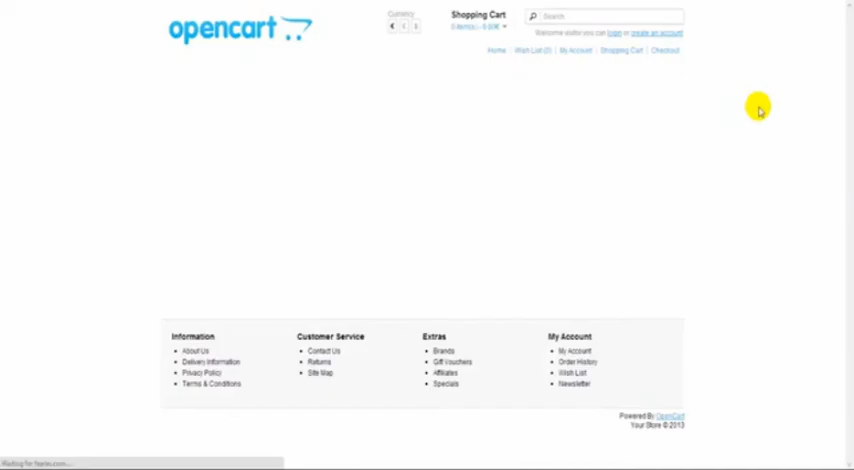 opencart
Currency
€ £ $
Shopping Cart
0 item(s) - 0.00€
Search
Welcome visitor you can login or create an account
Home
Wish List (0)
My Account
Shopping Cart
Checkout
Information
About Us
Delivery Information
Privacy Policy
Terms & Conditions
Customer Service
Contact Us
Returns
Site Map
Extras
Brands
Gift Vouchers
Affiliates
Specials
My Account
My Account
Order History
Wish List
Newsletter
Powered By OpenCart
Your Store © 2013
Waiting for